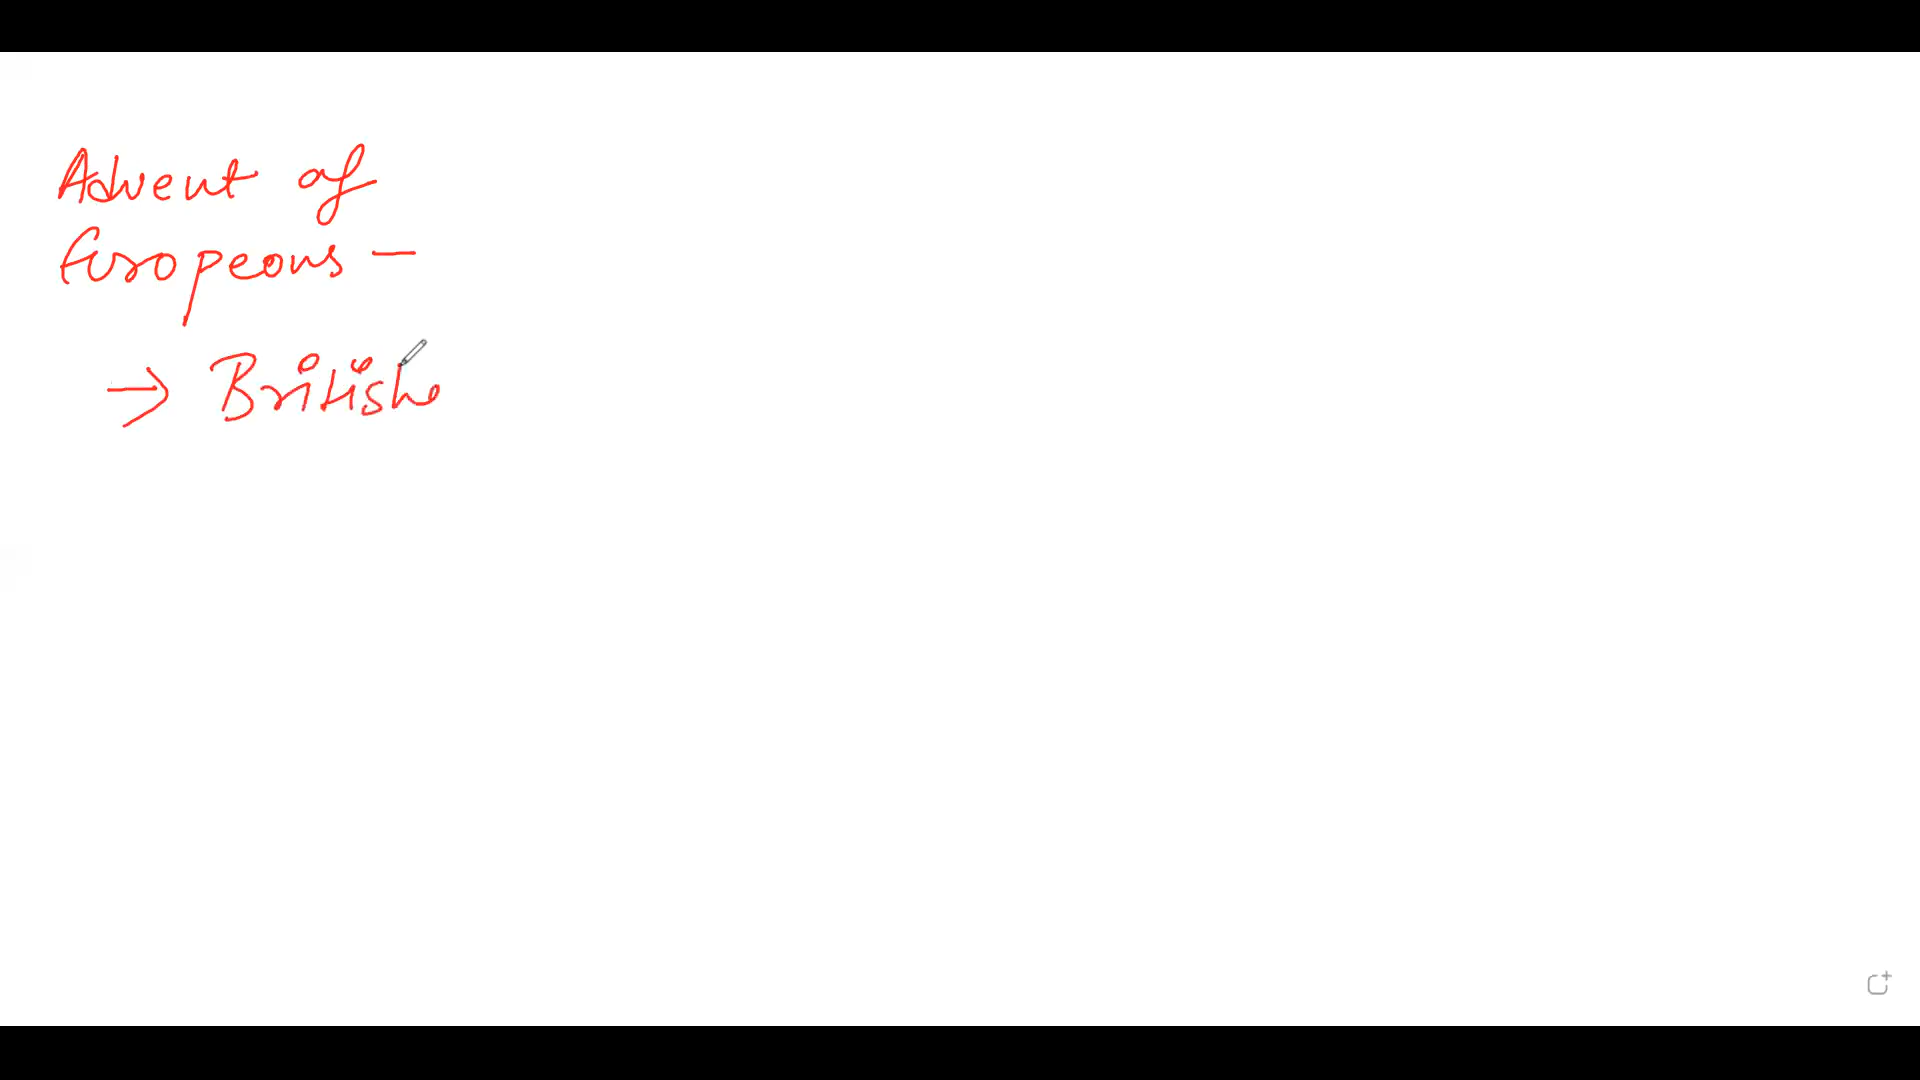 Advent of
Europeans -
→ British